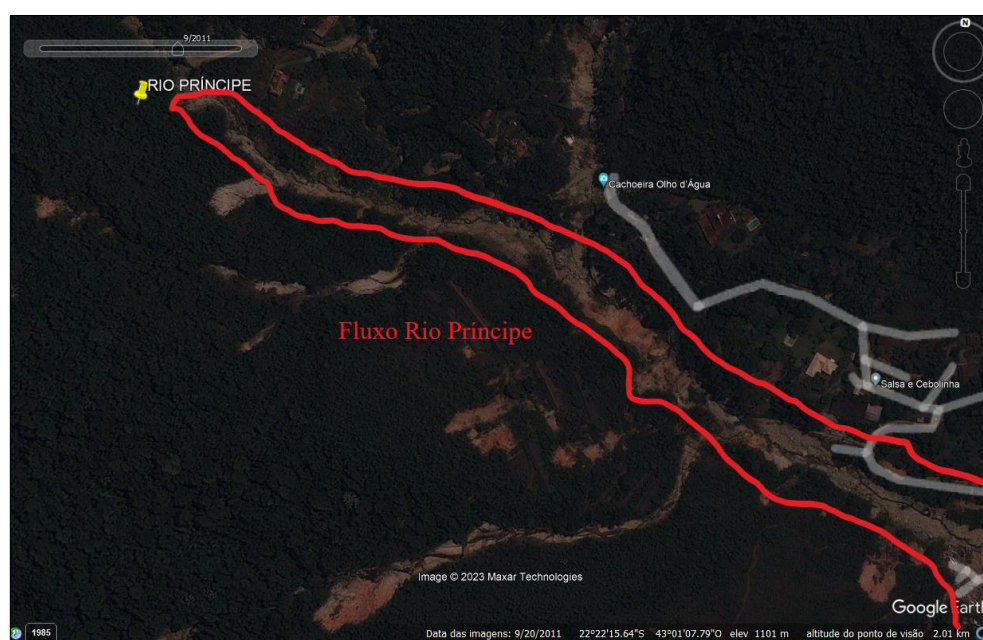 9/2011
N
RIO PRÍNCIPE
Cachoeira Olho d'Água
Fluxo Rio Príncipe
Salsa e Cebolinha
Image © 2023 Maxar Technologies
Google Earth
1985
Data das imagens: 9/20/2011 22°22'15.64"S 43°01'07.79"O elev 1101 m altitude do ponto de visão 2.01 km